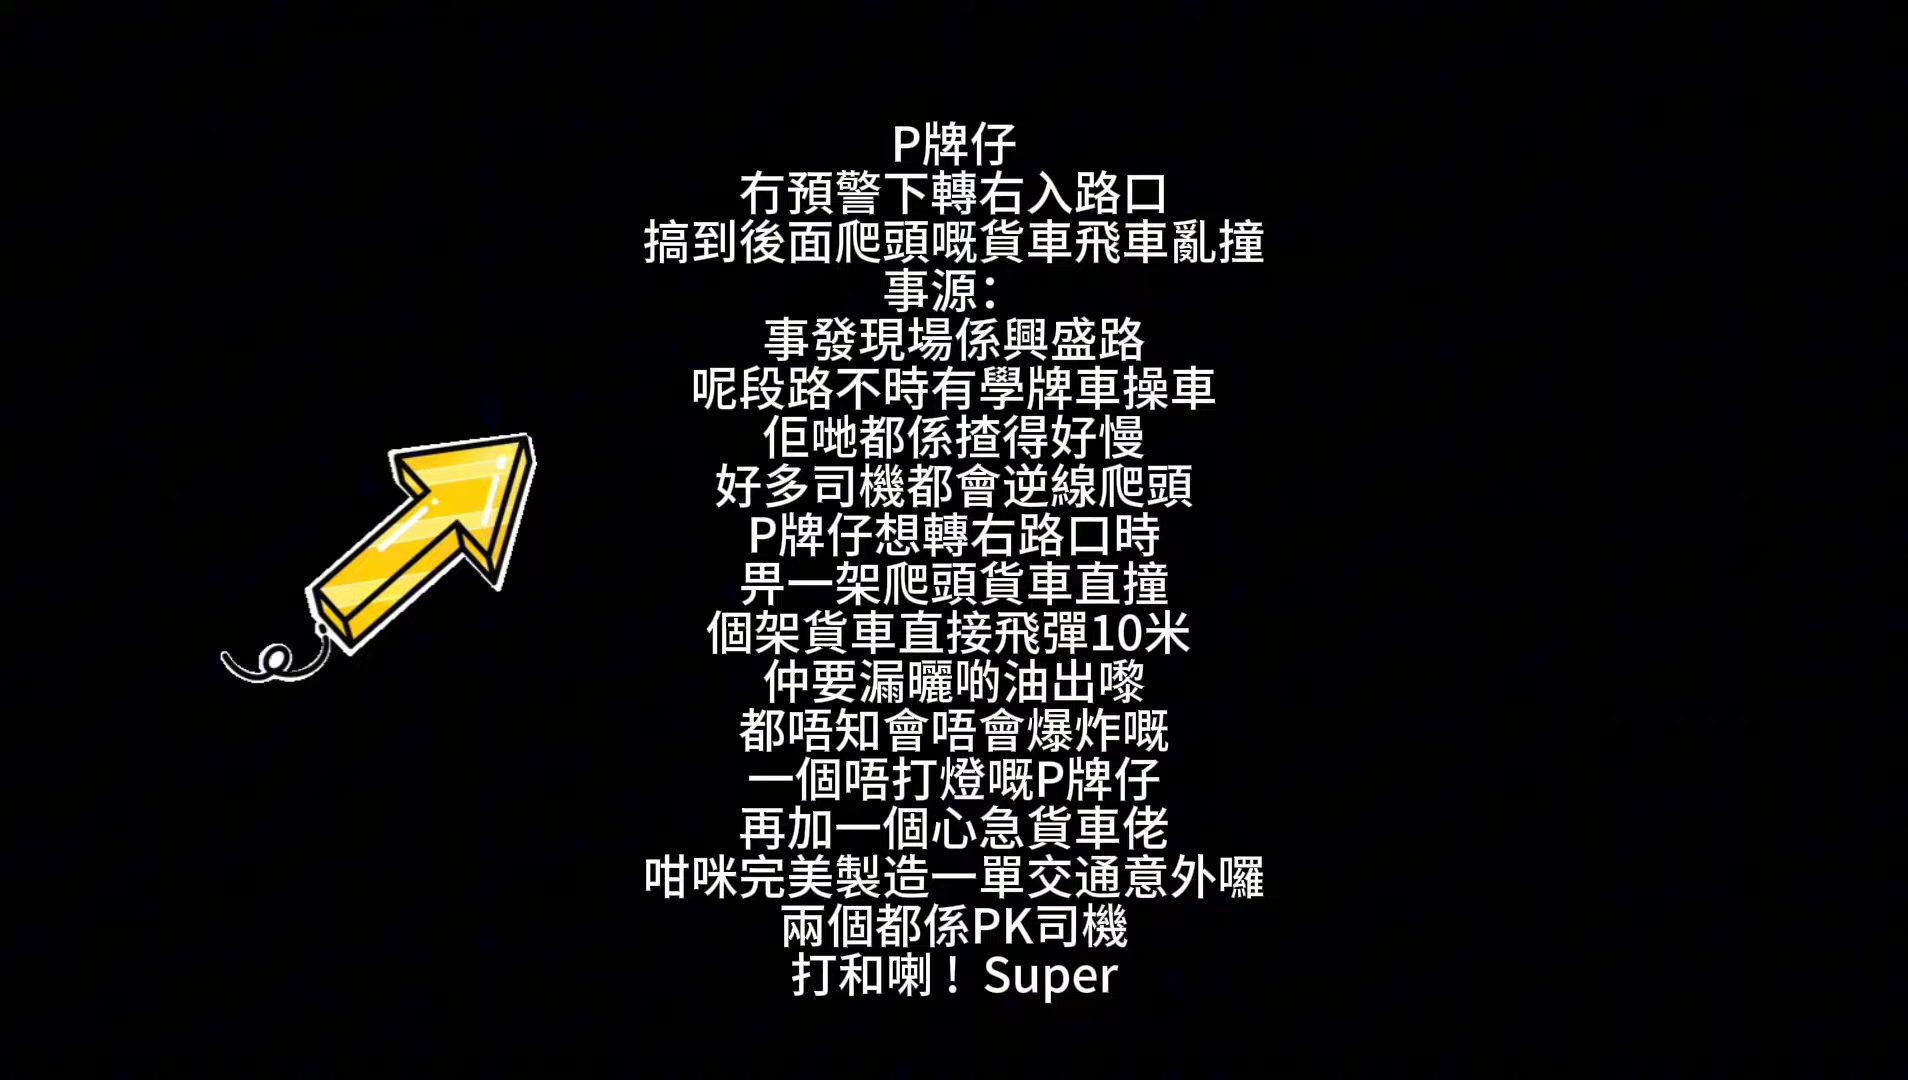 P牌仔
冇預警下轉右入路口
搞到後面爬頭嘅貨車飛車亂撞
事源：
事發現場係興盛路
呢段路不時有學牌車操車
佢哋都係揸得好慢
好多司機都會逆線爬頭
P牌仔想轉右路口時
畀一架爬頭貨車直撞
個架貨車直接飛彈10米
仲要漏曬啲油出嚟
都唔知會唔會爆炸嘅
一個唔打燈嘅P牌仔
再加一個心急貨車佬
咁咪完美製造一單交通意外囉
兩個都係PK司機
打和喇！Super